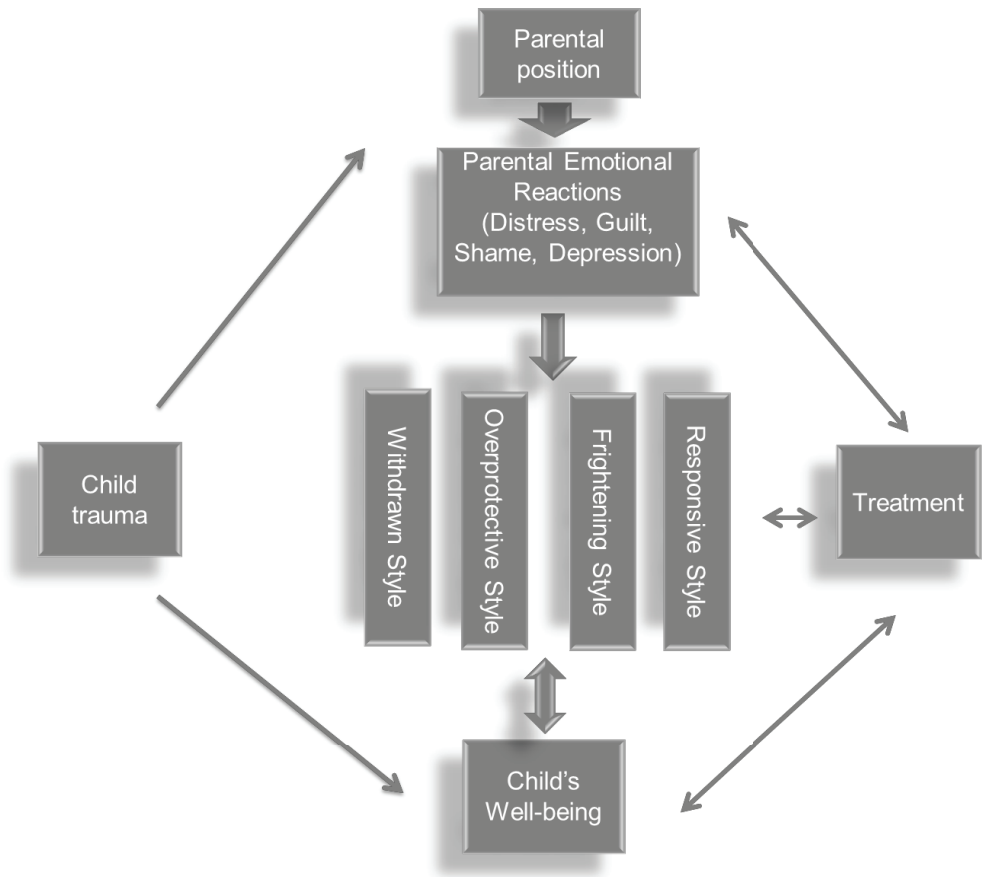 Parental
position
Parental Emotional
Reactions
(Distress, Guilt,
Shame, Depression)
Child
trauma
Withdrawn Style
Overprotective Style
Frightening Style
Responsive Style
Treatment
Child's
Well-being